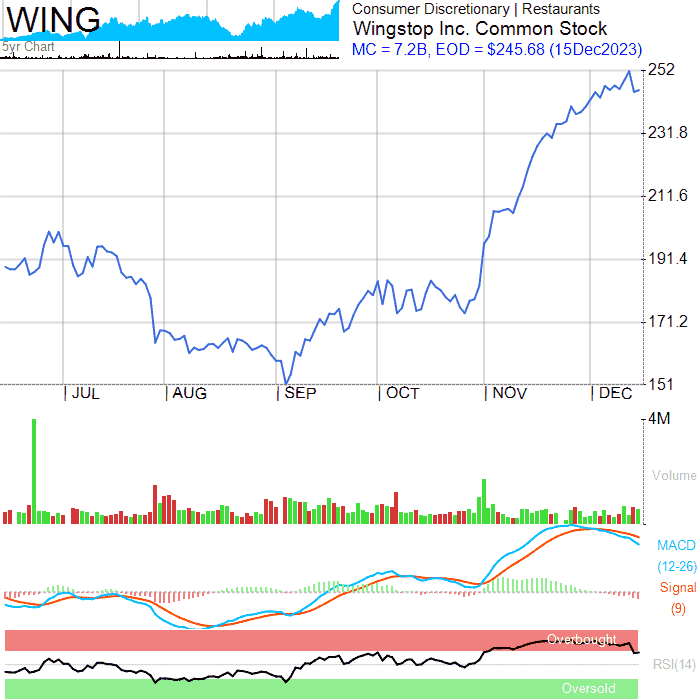 WING
5yr Chart
Consumer Discretionary | Restaurants
Wingstop Inc. Common Stock
MC = 7.2B, EOD = $245.68 (15Dec2023)
252
231.8
211.6
191.4
171.2
151
| JUL | AUG | SEP | OCT | NOV | DEC
4M
Volume
MACD
(12-26)
Signal
(9)
Overbought
RSI(14)
Oversold